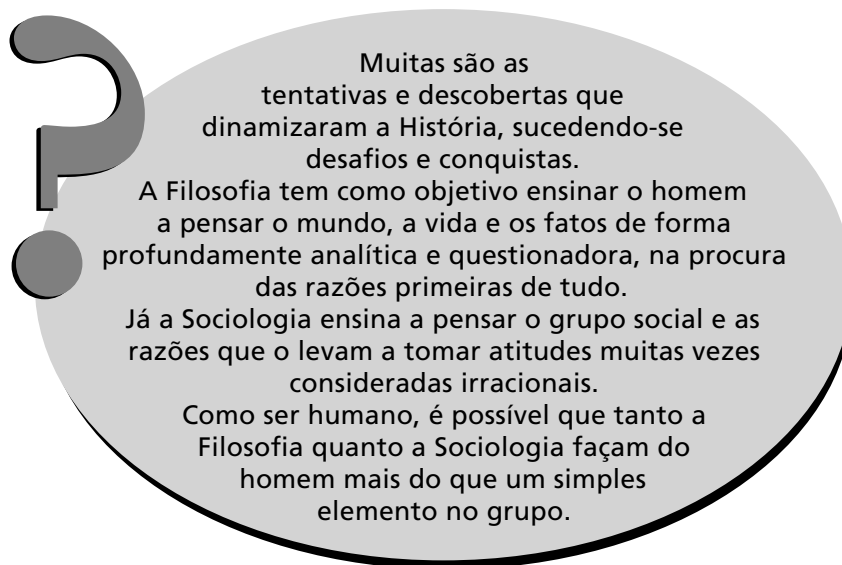 Muitas são as
tentativas e descobertas que
dinamizaram a História, sucedendo-se
desafios e conquistas.
A Filosofia tem como objetivo ensinar o homem
a pensar o mundo, a vida e os fatos de forma
profundamente analítica e questionadora, na procura
das razões primeiras de tudo.
Já a Sociologia ensina a pensar o grupo social e as
razões que o levam a tomar atitudes muitas vezes
consideradas irracionais.
Como ser humano, é possível que tanto a
Filosofia quanto a Sociologia façam do
homem mais do que um simples
elemento no grupo.